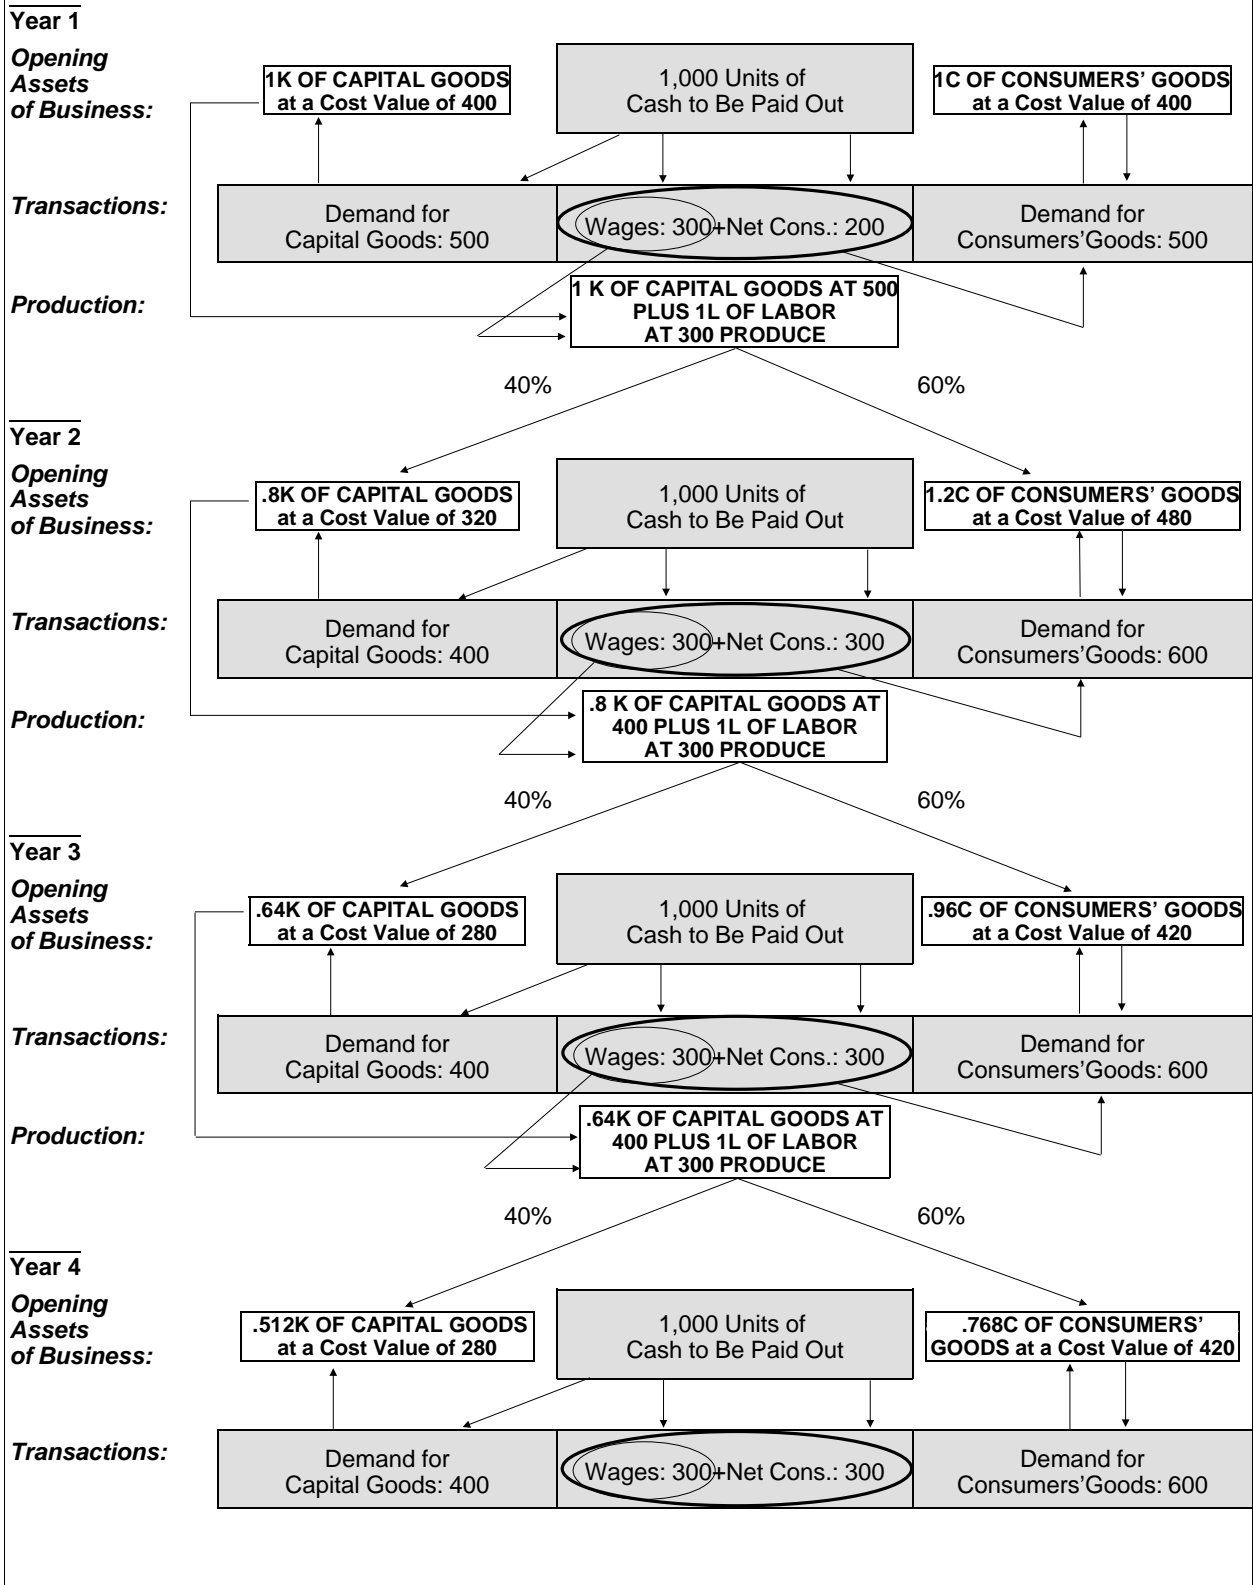 Year 1
Opening
Assets
of Business:
1K OF CAPITAL GOODS
at a Cost Value of 400
1,000 Units of
Cash to Be Paid Out
1C OF CONSUMERS’ GOODS
at a Cost Value of 400
Transactions:
Demand for
Capital Goods: 500
Wages: 300+Net Cons.: 200
Demand for
Consumers’Goods: 500
Production:
1 K OF CAPITAL GOODS AT 500
PLUS 1L OF LABOR
AT 300 PRODUCE
40%
60%
Year 2
Opening
Assets
of Business:
.8K OF CAPITAL GOODS
at a Cost Value of 320
1,000 Units of
Cash to Be Paid Out
1.2C OF CONSUMERS’ GOODS
at a Cost Value of 480
Transactions:
Demand for
Capital Goods: 400
Wages: 300+Net Cons.: 300
Demand for
Consumers’Goods: 600
Production:
.8 K OF CAPITAL GOODS AT
400 PLUS 1L OF LABOR
AT 300 PRODUCE
40%
60%
Year 3
Opening
Assets
of Business:
.64K OF CAPITAL GOODS
at a Cost Value of 280
1,000 Units of
Cash to Be Paid Out
.96C OF CONSUMERS’ GOODS
at a Cost Value of 420
Transactions:
Demand for
Capital Goods: 400
Wages: 300+Net Cons.: 300
Demand for
Consumers’Goods: 600
Production:
.64K OF CAPITAL GOODS AT
400 PLUS 1L OF LABOR
AT 300 PRODUCE
40%
60%
Year 4
Opening
Assets
of Business:
.512K OF CAPITAL GOODS
at a Cost Value of 280
1,000 Units of
Cash to Be Paid Out
.768C OF CONSUMERS’
GOODS at a Cost Value of 420
Transactions:
Demand for
Capital Goods: 400
Wages: 300+Net Cons.: 300
Demand for
Consumers’Goods: 600